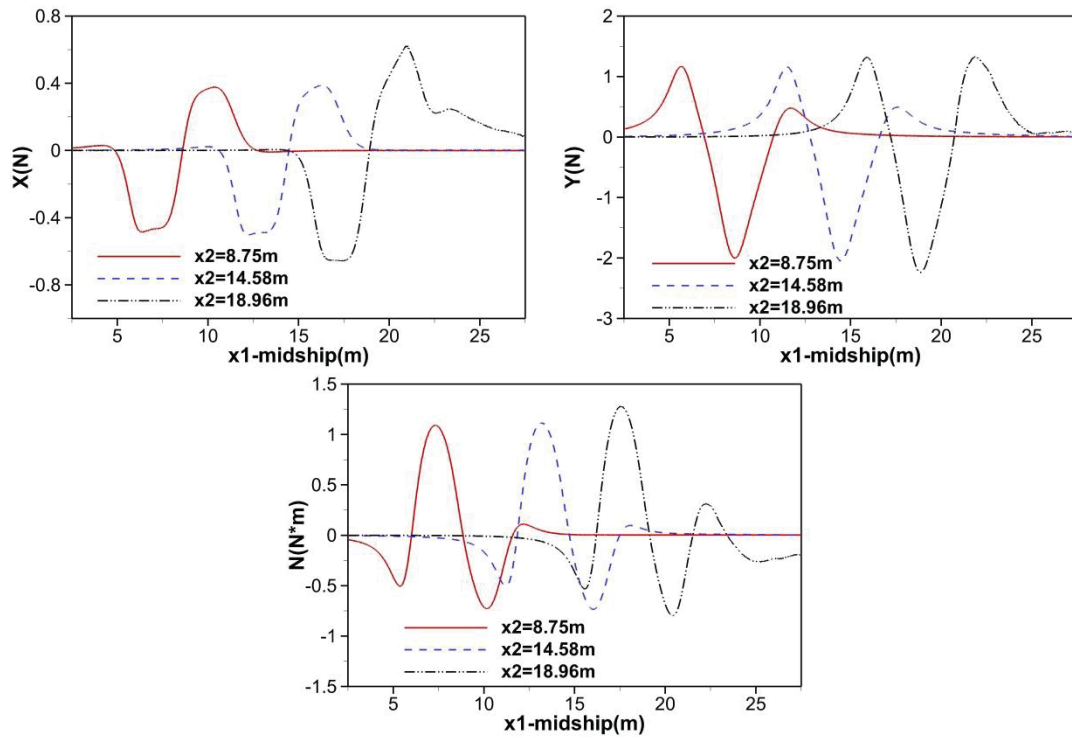 0.8
0.4
0
-0.4
-0.8
X(N)
x2=8.75m
x2=14.58m
x2=18.96m
5 10 15 20 25
x1-midship(m)
2
1
0
-1
-2
-3
Y(N)
x2=8.75m
x2=14.58m
x2=18.96m
5 10 15 20 25
x1-midship(m)
1.5
1
0.5
0
-0.5
-1
-1.5
N(N*m)
x2=8.75m
x2=14.58m
x2=18.96m
5 10 15 20 25
x1-midship(m)